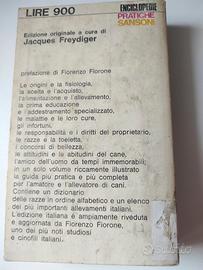 LIRE 900
ENCICLOPEDIE
PRATICHE
SANSONI
Edizione originale a cura di
Jacques Freydiger
prefazione di Fiorenzo Fiorone
Le origini e la fisiologia,
la scelta e l'acquisto,
l'alimentazione e l'allevamento,
la prima educazione
e l'addestramento specializzato,
le malattie e le loro cure,
gli infortuni,
le responsabilità e i diritti del proprietario,
le razze e la toeletta,
i concorsi di bellezza,
le attitudini e le abitudini del cane,
l'amico dell'uomo da tempi immemorabili;
in un solo volume riccamente illustrato
la guida più pratica e più completa
per l'amatore e l'allevatore di cani.
Contiene un dizionario
delle razze in ordine alfabetico e un elenco
dei più importanti allevamenti italiani.
L'edizione italiana è ampiamente riveduta
e aggiornata da Fiorenzo Fiorone,
uno dei più noti studiosi
e cinofili italiani.
subito